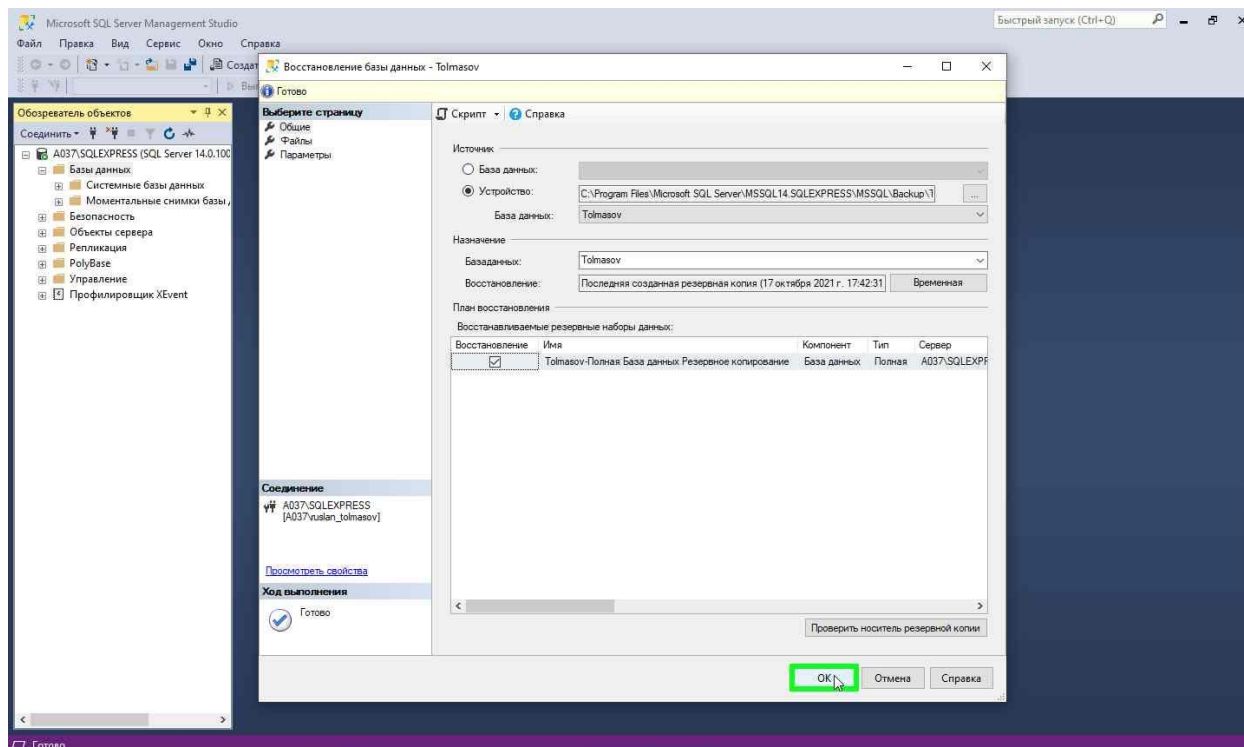 Microsoft SQL Server Management Studio
Быстрый запуск (Ctrl+Q)
Файл Правка Вид Сервис Окно Справка
Восстановление базы данных - Tolmasov
Готово
Обозреватель объектов
Соединить
A037\SQLEXPRESS (SQL Server 14.0.100
Базы данных
Системные базы данных
Моментальные снимки базы
Безопасность
Объекты сервера
Репликация
PolyBase
Управление
Профилировщик XEvent
Выберите страницу
Общие
Файлы
Параметры
Соединение
A037\SQLEXPRESS
[A037\ruslan_tolmasov]
Просмотреть свойства
Ход выполнения
Готово
Скрипт Справка
Источник
База данных:
Устройство: C:\Program Files\Microsoft SQL Server\MSSQL14.SQLEXPRESS\MSSQL\Backup\T ...
База данных: Tolmasov
Назначение
Базаданных: Tolmasov
Восстановление: Последняя созданная резервная копия (17 октября 2021 г. 17:42:31) Временная
План восстановления
Восстанавливаемые резервные наборы данных:
Восстановление Имя Компонент Тип Сервер
Tolmasov-Полная База данных Резервное копирование База данных Полная A037\SQLEXPR
Проверить носитель резервной копии
OK Отмена Справка
Готово